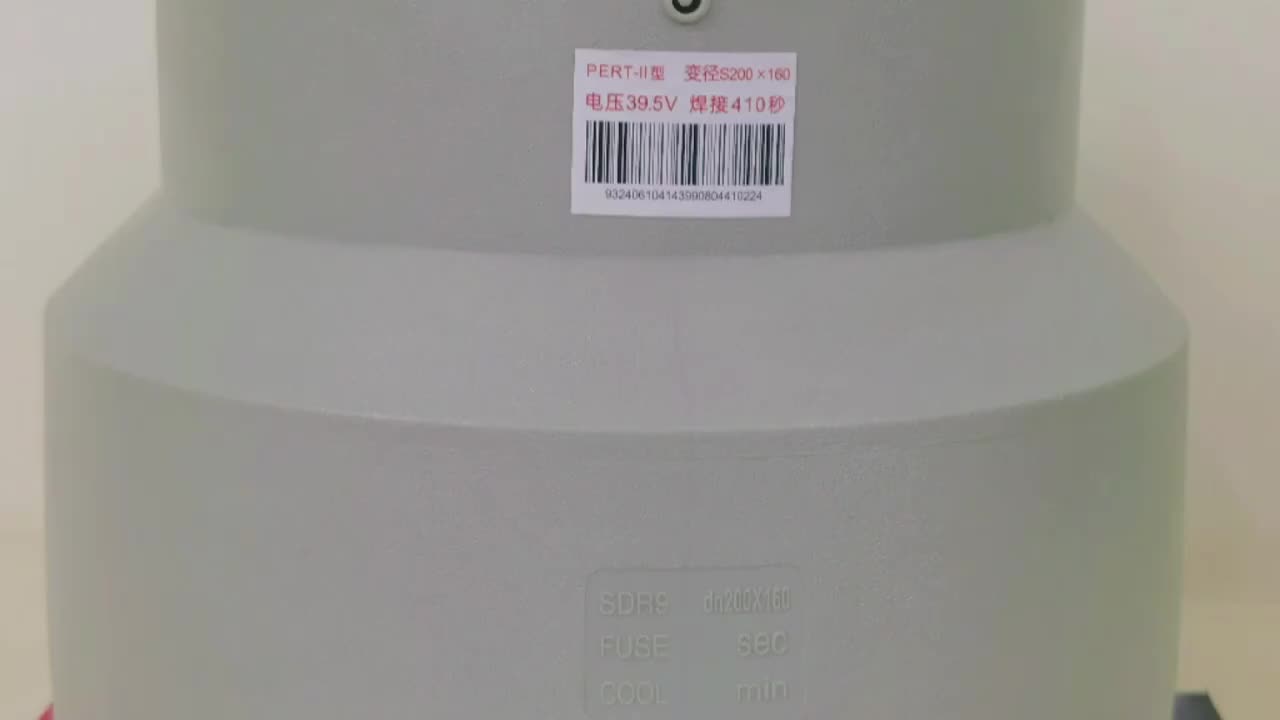 PERT-II型 变径S200×160
电压39.5V 焊接410秒
932406104143990804410224
SDR9 dn200X160
FUSE sec
COOL min